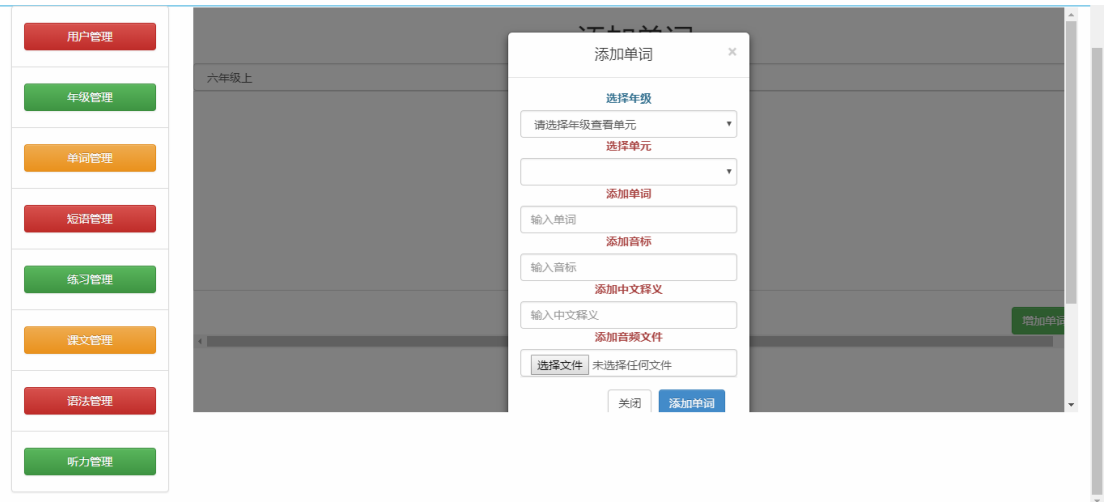 用户管理
年级管理
单词管理
短语管理
练习管理
课文管理
语法管理
听力管理
添加单词
六年级上
增加单词
添加单词 ×
选择年级
请选择年级查看单元
选择单元
添加单词
输入单词
添加音标
输入音标
添加中文释义
输入中文释义
添加音频文件
选择文件 未选择任何文件
关闭 添加单词